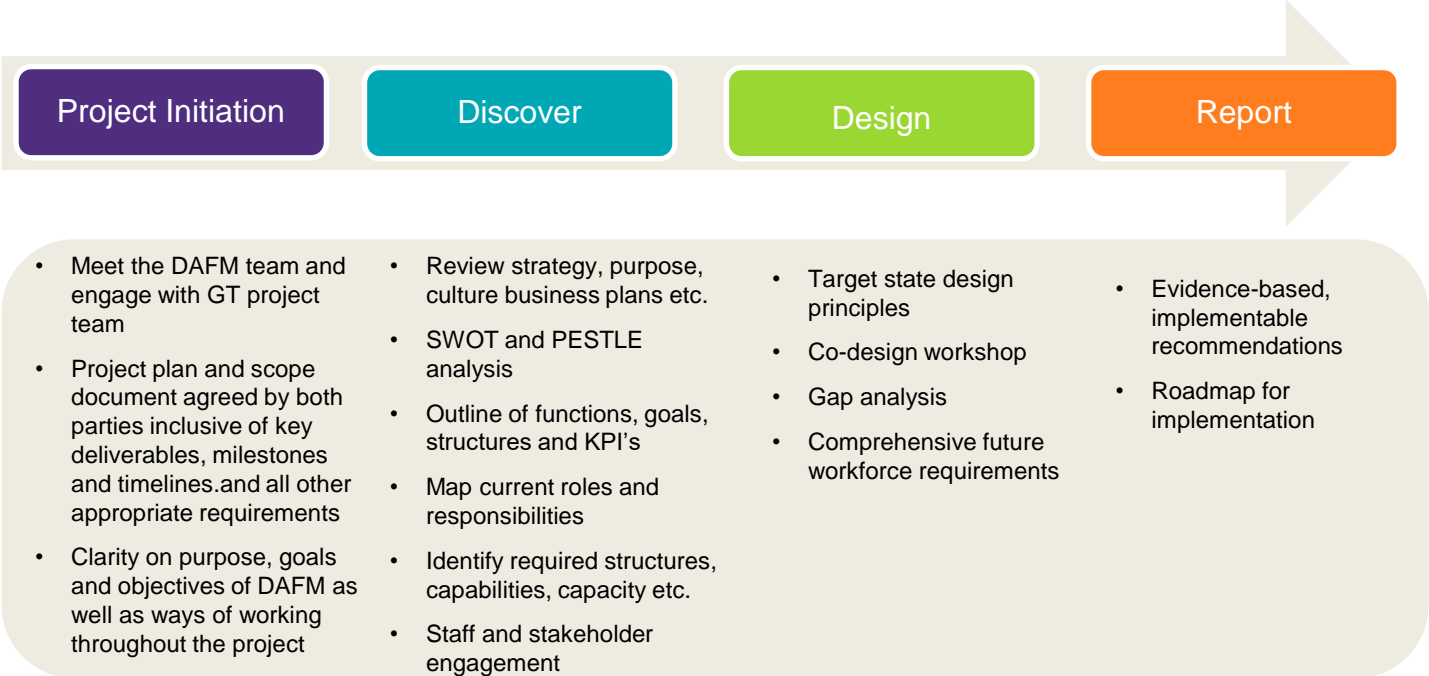 Project Initiation
Discover
Design
Report
• Meet the DAFM team and
engage with GT project
team
• Project plan and scope
document agreed by both
parties inclusive of key
deliverables, milestones
and timelines.and all other
appropriate requirements
• Clarity on purpose, goals
and objectives of DAFM as
well as ways of working
throughout the project
• Review strategy, purpose,
culture business plans etc.
• SWOT and PESTLE
analysis
• Outline of functions, goals,
structures and KPI's
• Map current roles and
responsibilities
• Identify required structures,
capabilities, capacity etc.
• Staff and stakeholder
engagement
• Target state design
principles
• Co-design workshop
• Gap analysis
• Comprehensive future
workforce requirements
• Evidence-based,
implementable
recommendations
• Roadmap for
implementation